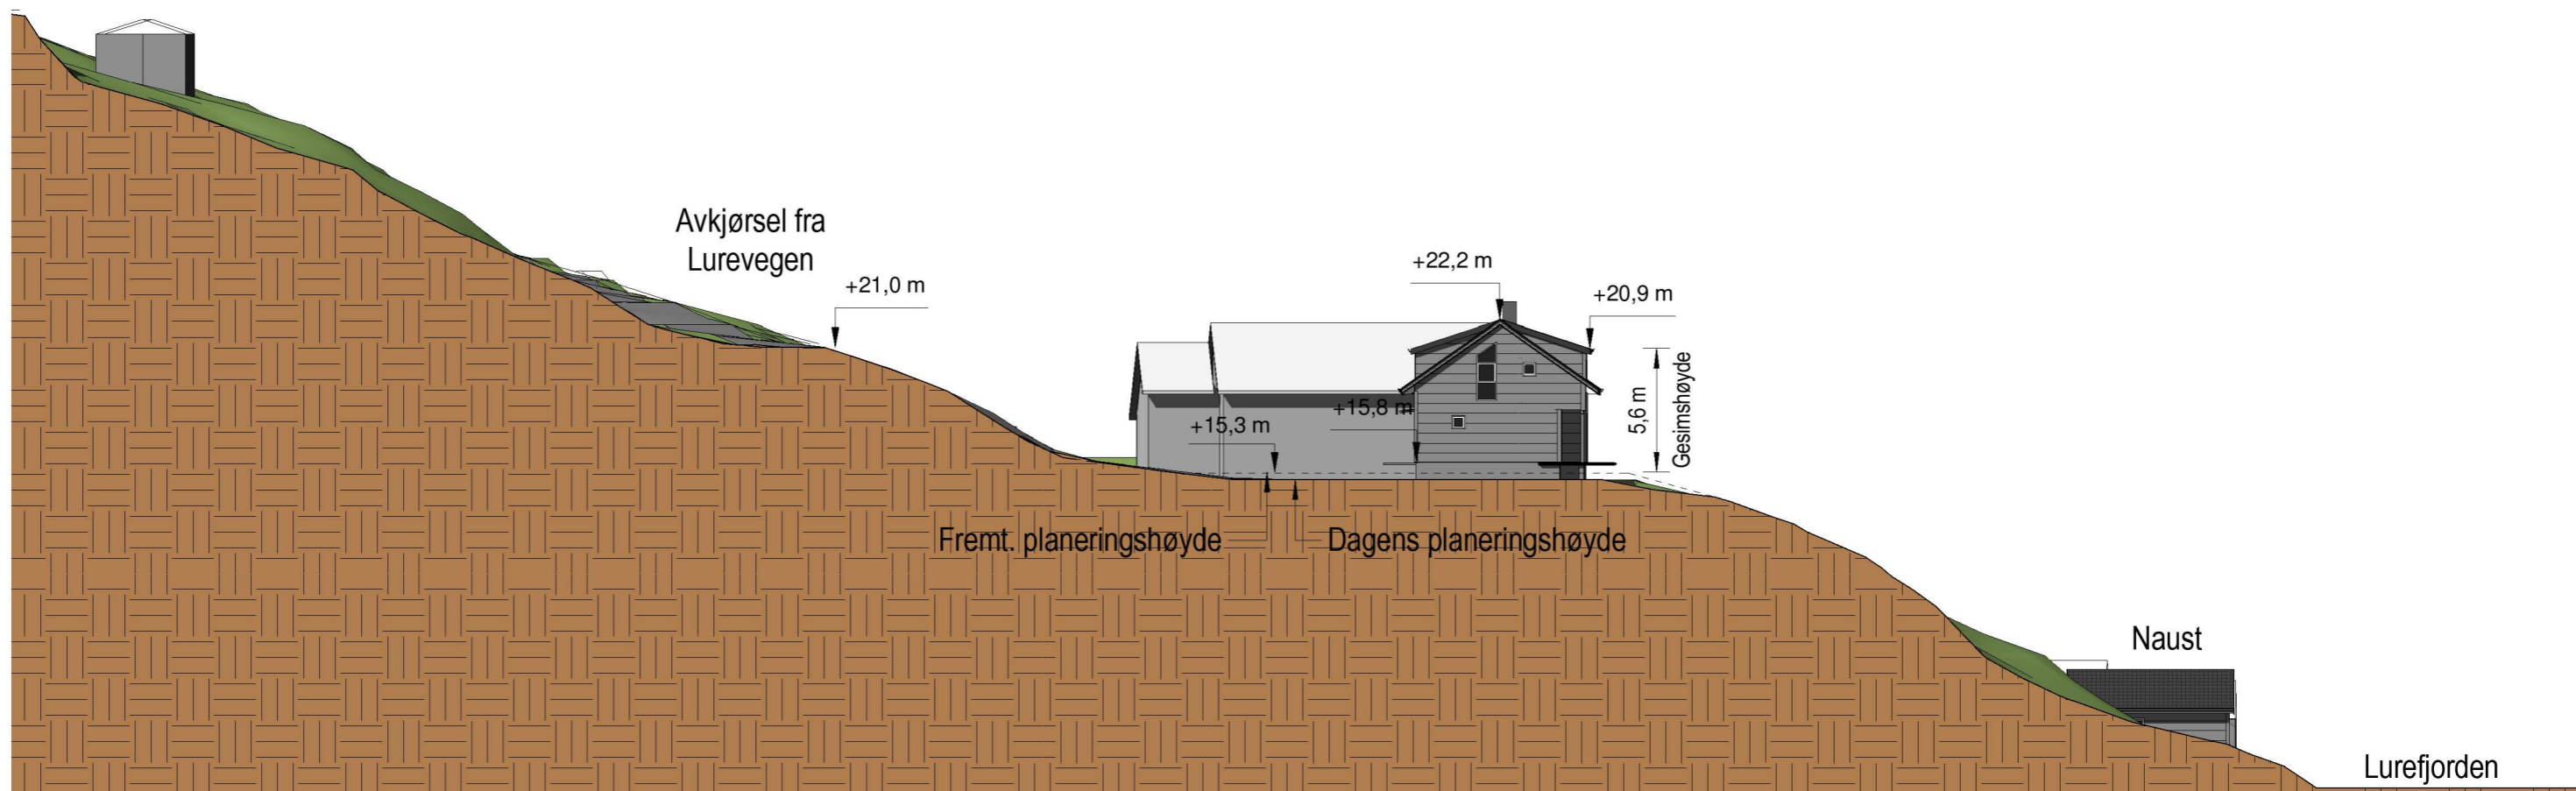 Avkjørsel fra
Lurevegen
+21,0 m
+22,2 m
+20,9 m
5,6 m
Gesimshøyde
+15,8 m
+15,3 m
Fremt. planeringshøyde
Dagens planeringshøyde
Naust
Lurefjorden